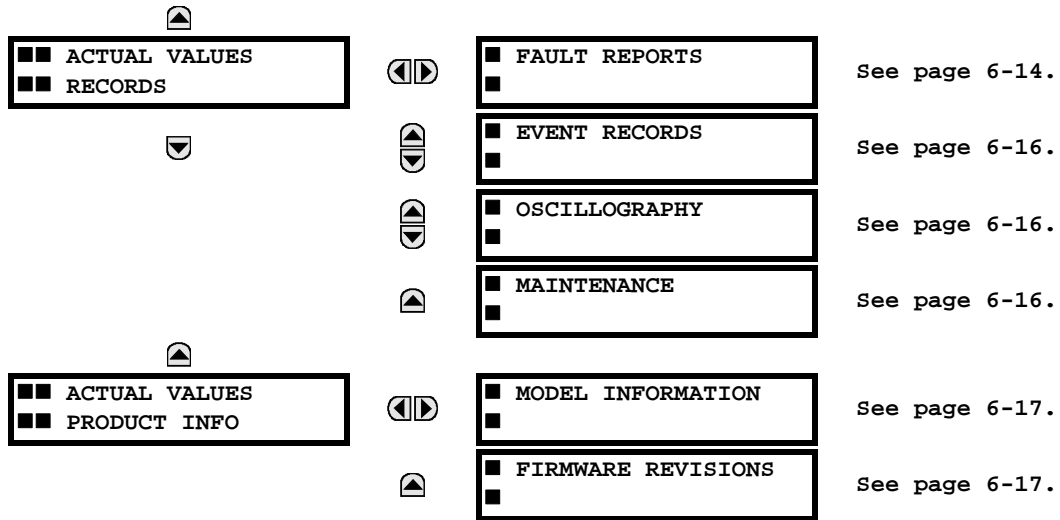 ACTUAL VALUES
RECORDS
FAULT REPORTS
See page 6-14.
EVENT RECORDS
See page 6-16.
OSCILLOGRAPHY
See page 6-16.
MAINTENANCE
See page 6-16.
ACTUAL VALUES
PRODUCT INFO
MODEL INFORMATION
See page 6-17.
FIRMWARE REVISIONS
See page 6-17.